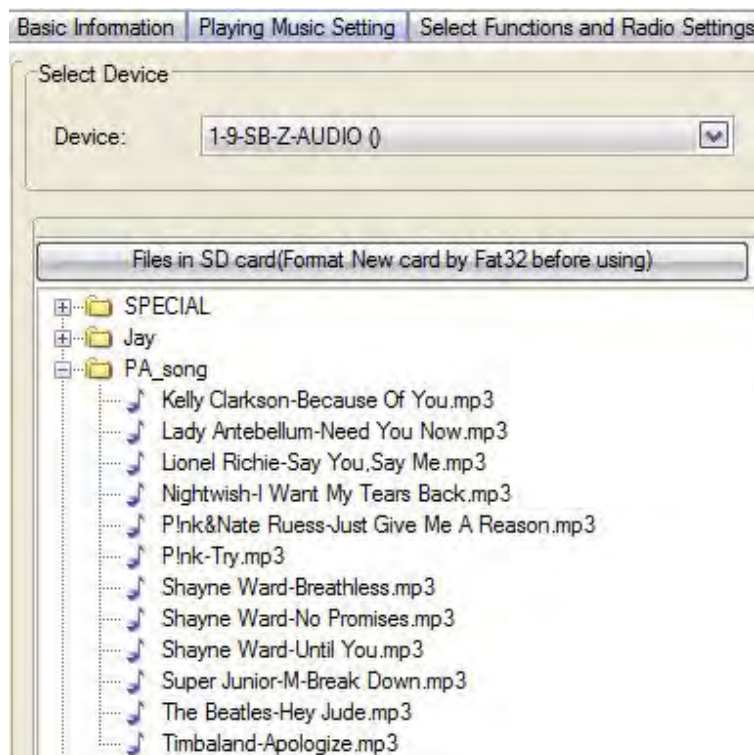 Basic Information Playing Music Setting Select Functions and Radio Settings
Select Device
Device: 1-9-SB-Z-AUDIO ()
Files in SD card(Format New card by Fat32 before using)
SPECIAL
Jay
PA_song
Kelly Clarkson-Because Of You.mp3
Lady Antebellum-Need You Now.mp3
Lionel Richie-Say You,Say Me.mp3
Nightwish-I Want My Tears Back.mp3
P!nk&Nate Ruess-Just Give Me A Reason.mp3
P!nk-Try.mp3
Shayne Ward-Breathless.mp3
Shayne Ward-No Promises.mp3
Shayne Ward-Until You.mp3
Super Junior-M-Break Down.mp3
The Beatles-Hey Jude.mp3
Timbaland-Apologize.mp3